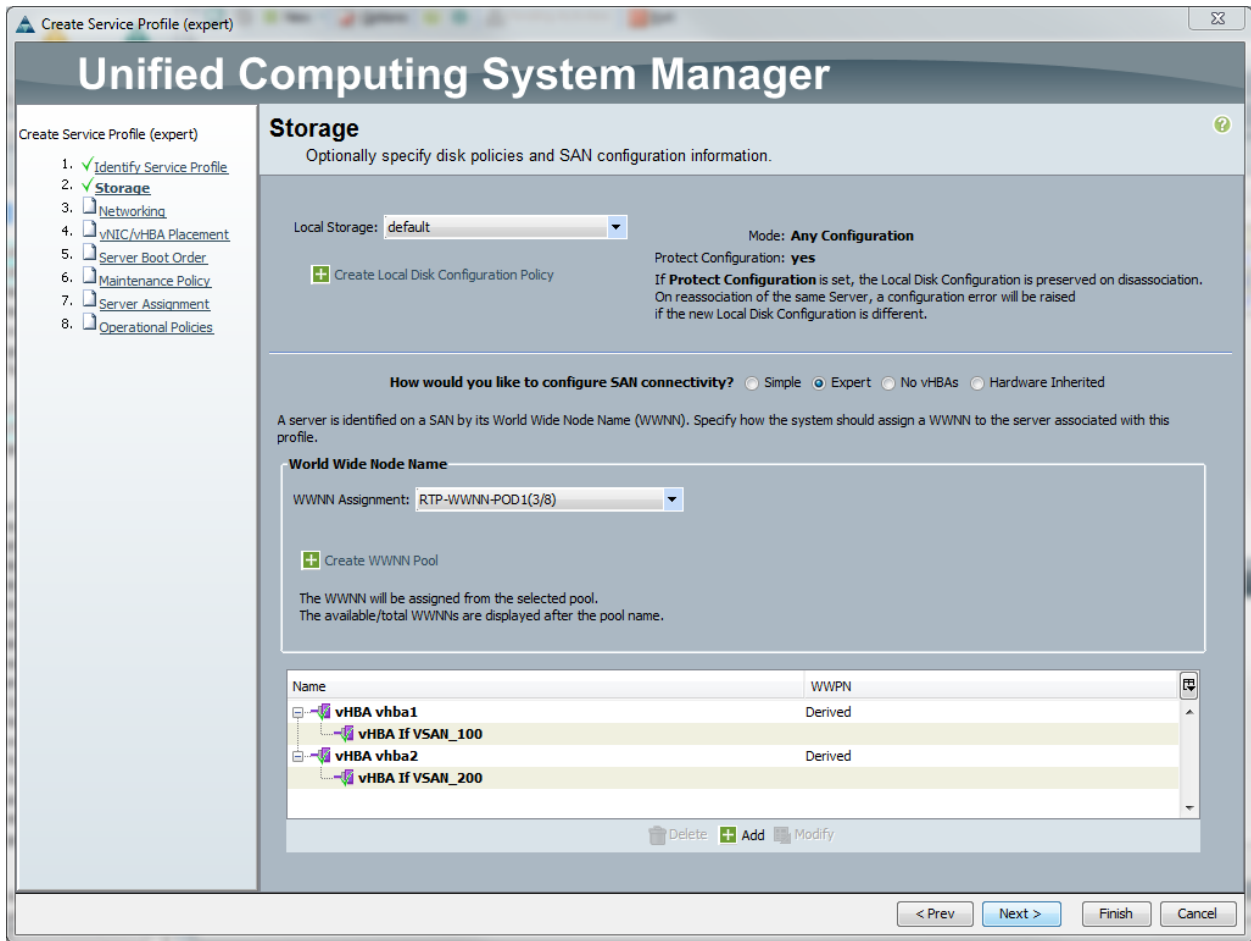 Create Service Profile (expert)
Unified Computing System Manager
Create Service Profile (expert)
1. Identify Service Profile
2. Storage
3. Networking
4. vNIC/vHBA Placement
5. Server Boot Order
6. Maintenance Policy
7. Server Assignment
8. Operational Policies
Storage
Optionally specify disk policies and SAN configuration information.
Local Storage: default
Create Local Disk Configuration Policy
Mode: Any Configuration
Protect Configuration: yes
If Protect Configuration is set, the Local Disk Configuration is preserved on disassociation.
On reassociation of the same Server, a configuration error will be raised
if the new Local Disk Configuration is different.
How would you like to configure SAN connectivity? Simple Expert No vHBAs Hardware Inherited
A server is identified on a SAN by its World Wide Node Name (WWNN). Specify how the system should assign a WWNN to the server associated with this
profile.
World Wide Node Name
WWNN Assignment: RTP-WWNN-POD1(3/8)
Create WWNN Pool
The WWNN will be assigned from the selected pool.
The available/total WWNNs are displayed after the pool name.
Name WWPN
vHBA vhba1 Derived
vHBA If VSAN_100
vHBA vhba2 Derived
vHBA If VSAN_200
Delete Add Modify
< Prev Next > Finish Cancel